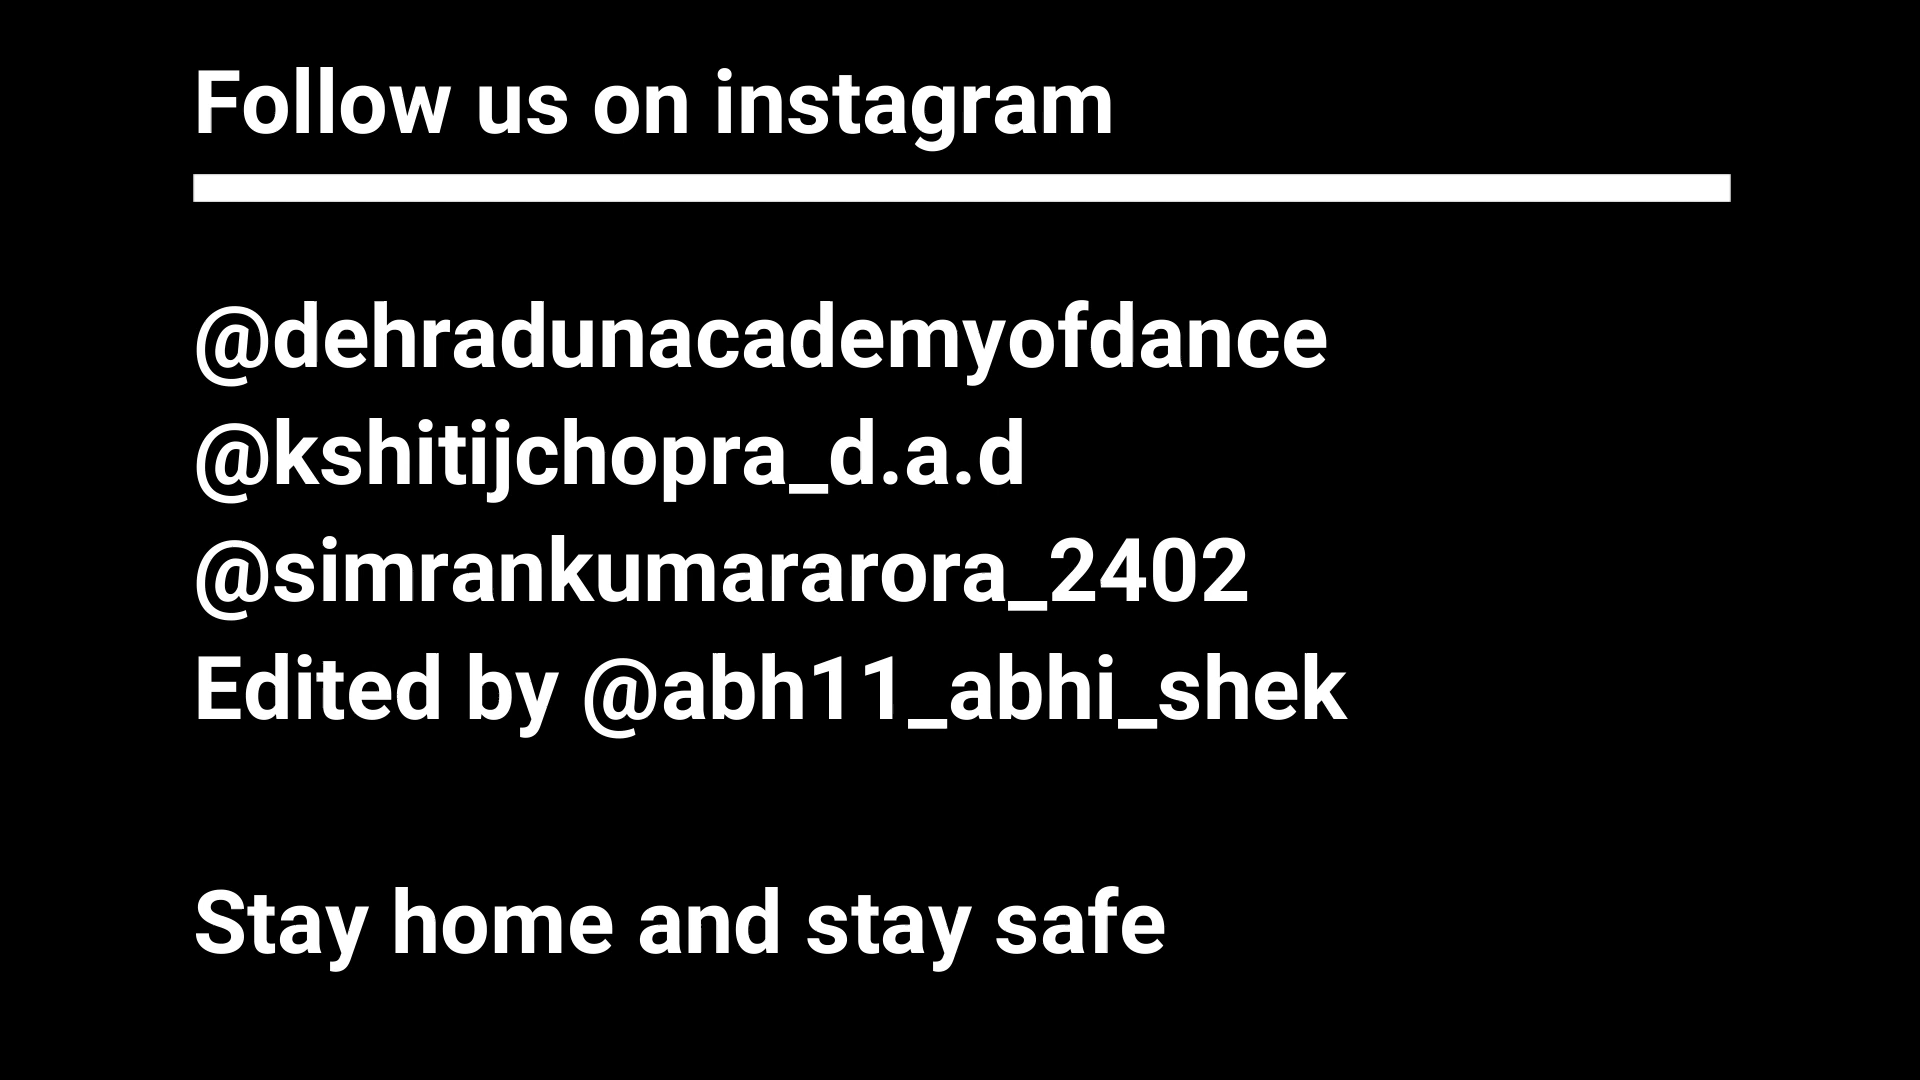 Follow us on instagram
@dehradunacademyofdance
@kshitijchopra_d.a.d
@simrankumararora_2402
Edited by @abh11_abhi_shek
Stay home and stay safe